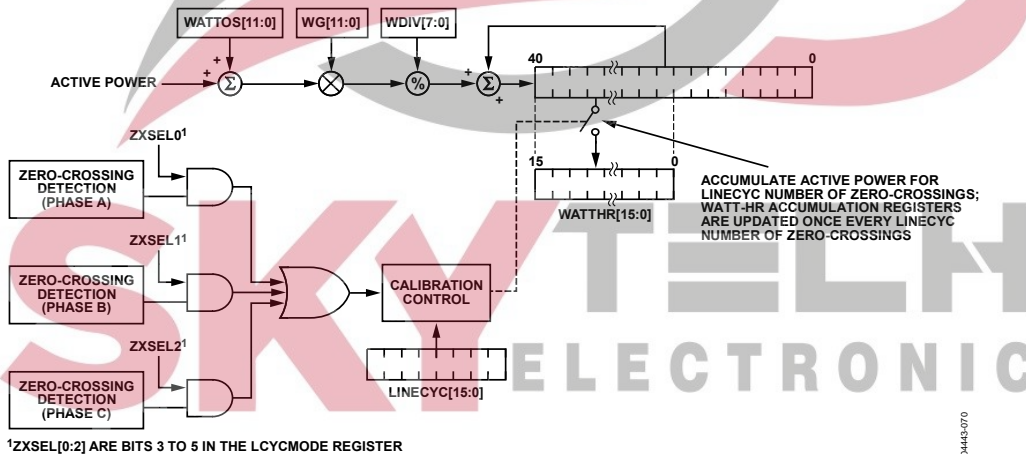 WATTOS[11:0]
WG[11:0]
WDIV[7:0]
ACTIVE POWER
+
+
Σ
%
+
Σ
+
40
0
15
0
WATTHR[15:0]
ACCUMULATE ACTIVE POWER FOR
LINECYC NUMBER OF ZERO-CROSSINGS;
WATT-HR ACCUMULATION REGISTERS
ARE UPDATED ONCE EVERY LINECYC
NUMBER OF ZERO-CROSSINGS
ZXSEL0¹
ZERO-CROSSING
DETECTION
(PHASE A)
ZXSEL1¹
ZERO-CROSSING
DETECTION
(PHASE B)
CALIBRATION
CONTROL
ZXSEL2¹
ZERO-CROSSING
DETECTION
(PHASE C)
LINECYC[15:0]
¹ZXSEL[0:2] ARE BITS 3 TO 5 IN THE LCYCMODE REGISTER
04443-070
SKYTECH
ELECTRONIC